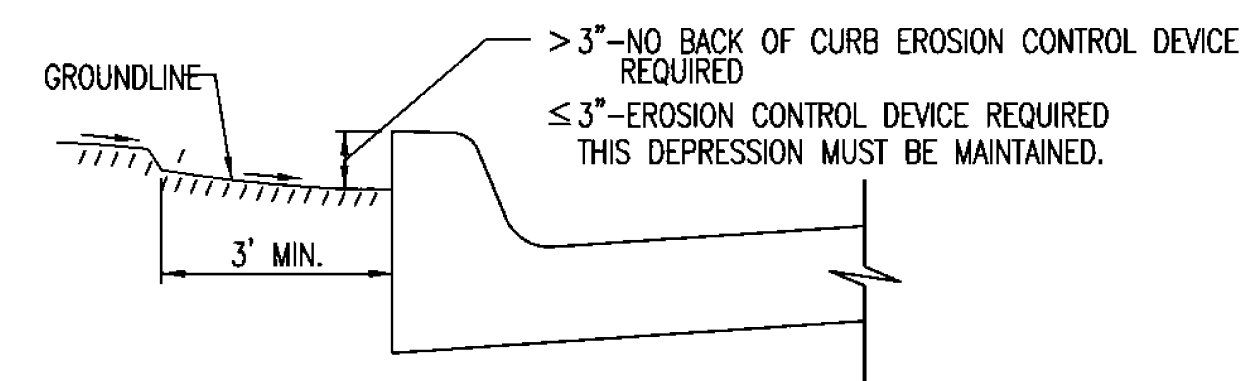 > 3"-NO BACK OF CURB EROSION CONTROL DEVICE
REQUIRED
GROUNDLINE
≤ 3"-EROSION CONTROL DEVICE REQUIRED
THIS DEPRESSION MUST BE MAINTAINED.
3' MIN.